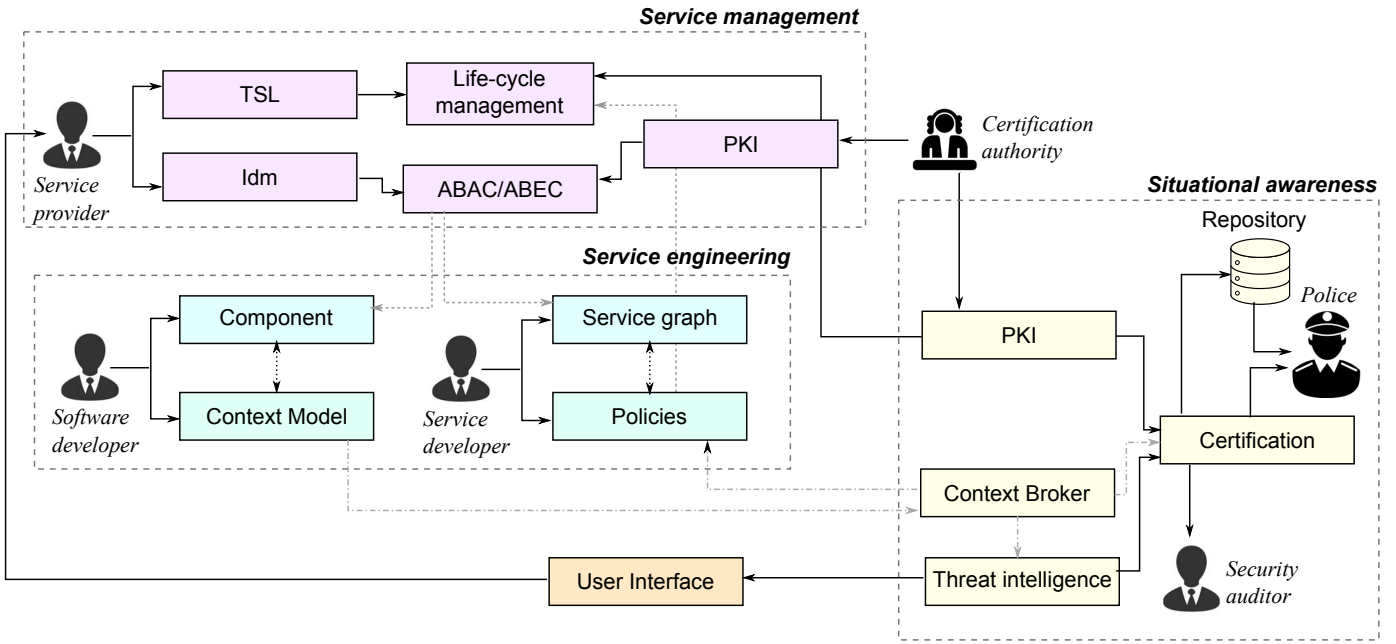 Service management
TSL
Life-cycle
management
PKI
Certification
authority
Service
provider
Idm
ABAC/ABEC
Situational awareness
Repository
Service engineering
Police
Component
Service graph
PKI
Software
developer
Context Model
Service
developer
Policies
Certification
Context Broker
User Interface
Threat intelligence
Security
auditor